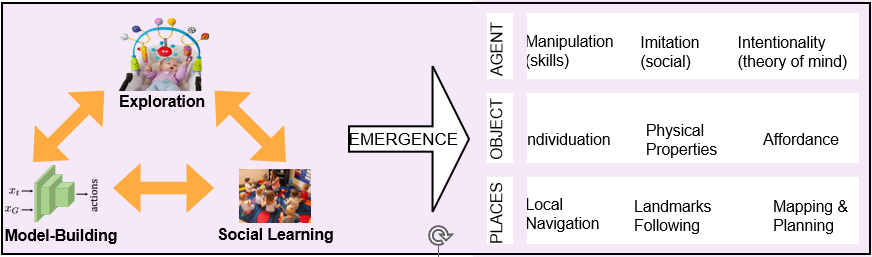 Exploration
x_t
x_G
actions
Model-Building
Social Learning
EMERGENCE
AGENT
Manipulation
(skills)
Imitation
(social)
Intentionality
(theory of mind)
OBJECT
ndividuation
Physical
Properties
Affordance
PLACES
Local
Navigation
Landmarks
Following
Mapping &
Planning